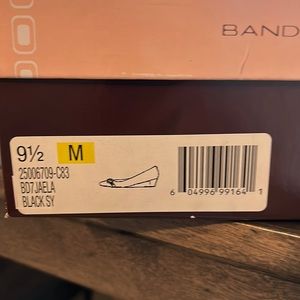 BAND
9½ M
25006709-C83
BD7JAELA
BLACK SY
6 04996 99164 1